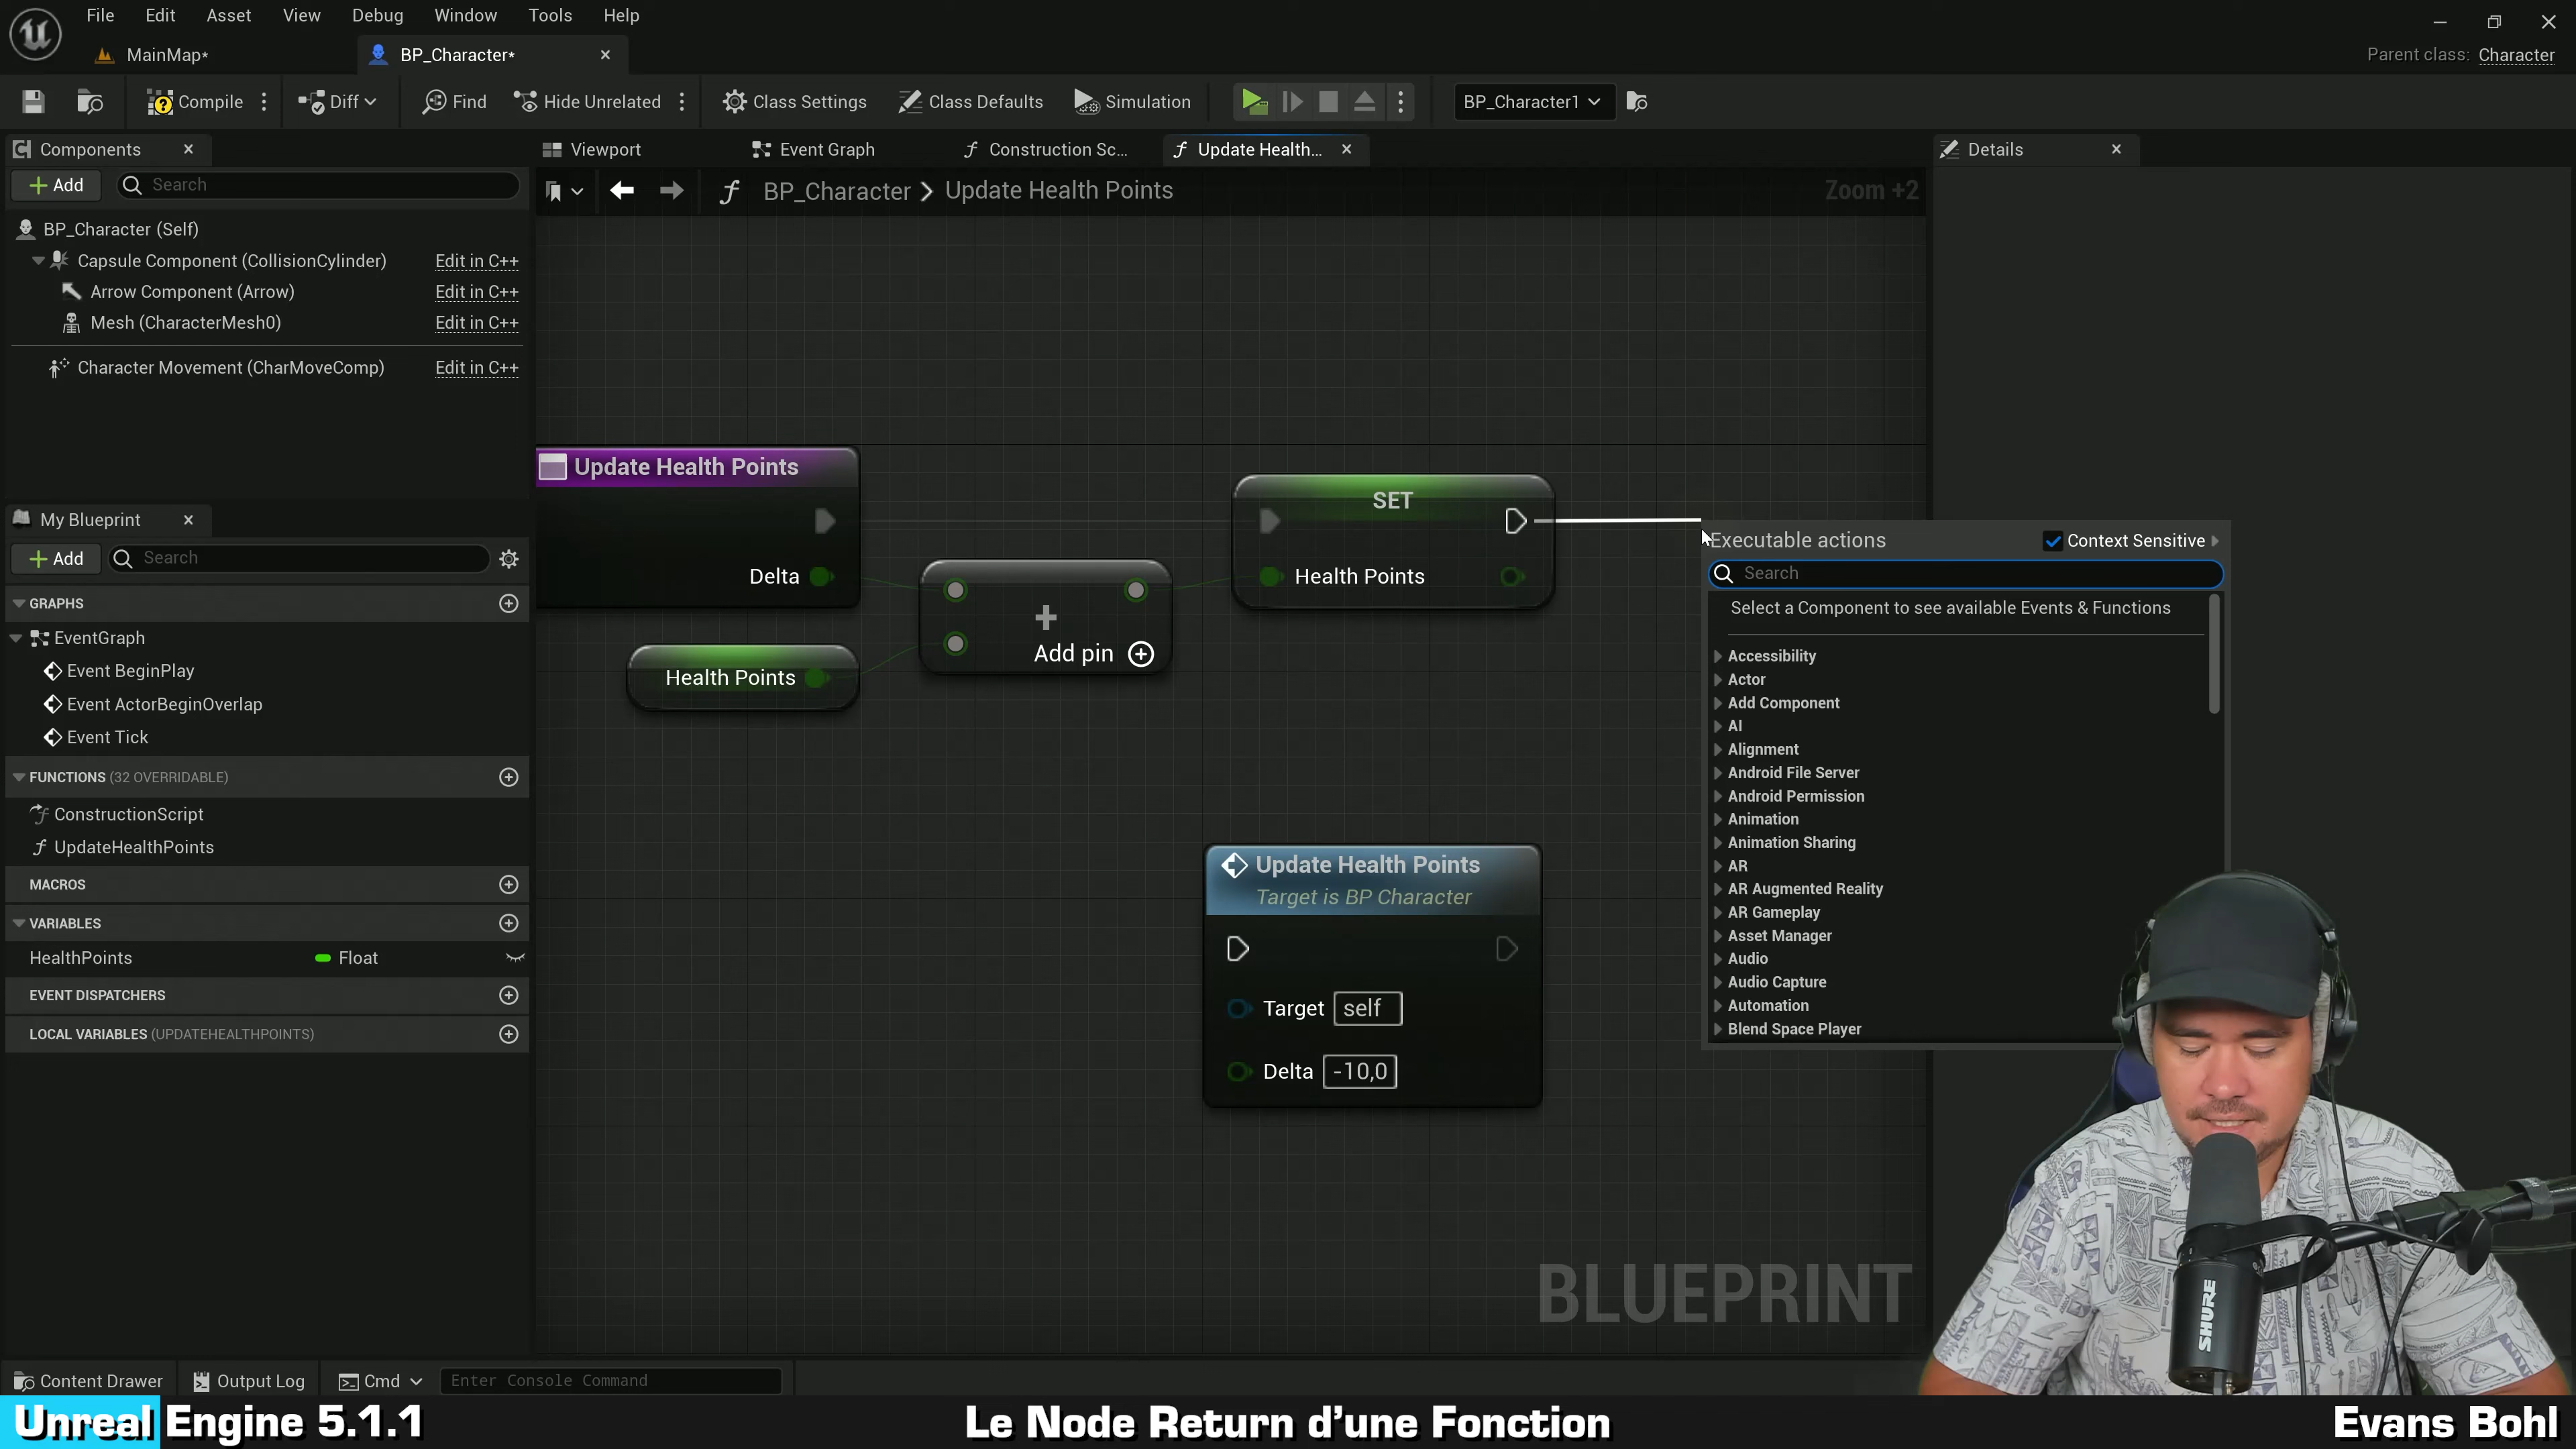 File Edit Asset View Debug Window Tools Help
MainMap*
BP_Character*
Parent class: Character
Compile
Diff
Find
Hide Unrelated
Class Settings
Class Defaults
Simulation
BP_Character1
Components
Add
Search
BP_Character (Self)
Capsule Component (CollisionCylinder) Edit in C++
Arrow Component (Arrow) Edit in C++
Mesh (CharacterMesh0) Edit in C++
Character Movement (CharMoveComp) Edit in C++
My Blueprint
Add
Search
GRAPHS
EventGraph
Event BeginPlay
Event ActorBeginOverlap
Event Tick
FUNCTIONS (32 OVERRIDABLE)
ConstructionScript
UpdateHealthPoints
MACROS
VARIABLES
HealthPoints Float
EVENT DISPATCHERS
LOCAL VARIABLES (UPDATEHEALTHPOINTS)
Viewport
Event Graph
Construction Sc...
Update Health...
BP_Character > Update Health Points
Zoom +2
Update Health Points
Delta
Health Points
Add pin
SET
Health Points
Update Health Points
Target is BP Character
Target self
Delta -10,0
BLUEPRINT
Details
Executable actions
Context Sensitive
Search
Select a Component to see available Events & Functions
Accessibility
Actor
Add Component
AI
Alignment
Android File Server
Android Permission
Animation
Animation Sharing
AR
AR Augmented Reality
AR Gameplay
Asset Manager
Audio
Audio Capture
Automation
Blend Space Player
SHURE
Content Drawer
Output Log
Cmd
Enter Console Command
Unreal Engine 5.1.1
Le Node Return d'une Fonction
Evans Bohl